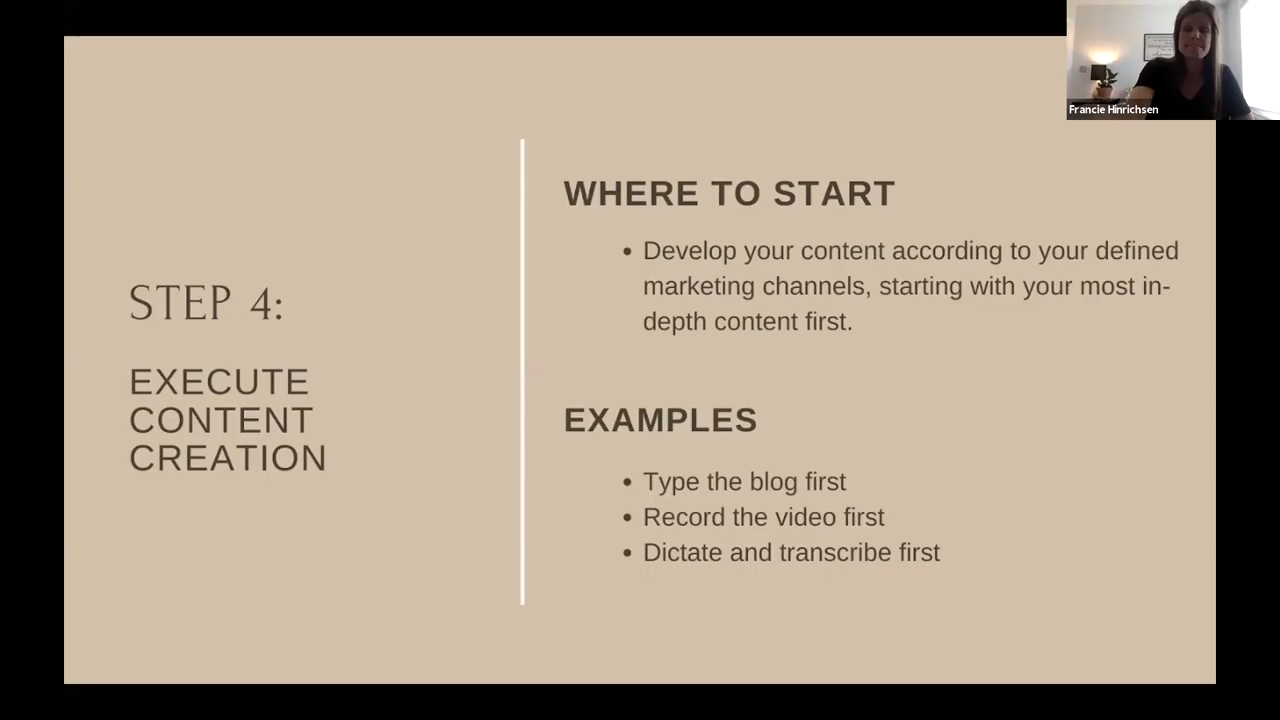 Francie Hinrichsen
STEP 4:
EXECUTE
CONTENT
CREATION
WHERE TO START
• Develop your content according to your defined
marketing channels, starting with your most in-
depth content first.
EXAMPLES
• Type the blog first
• Record the video first
• Dictate and transcribe first